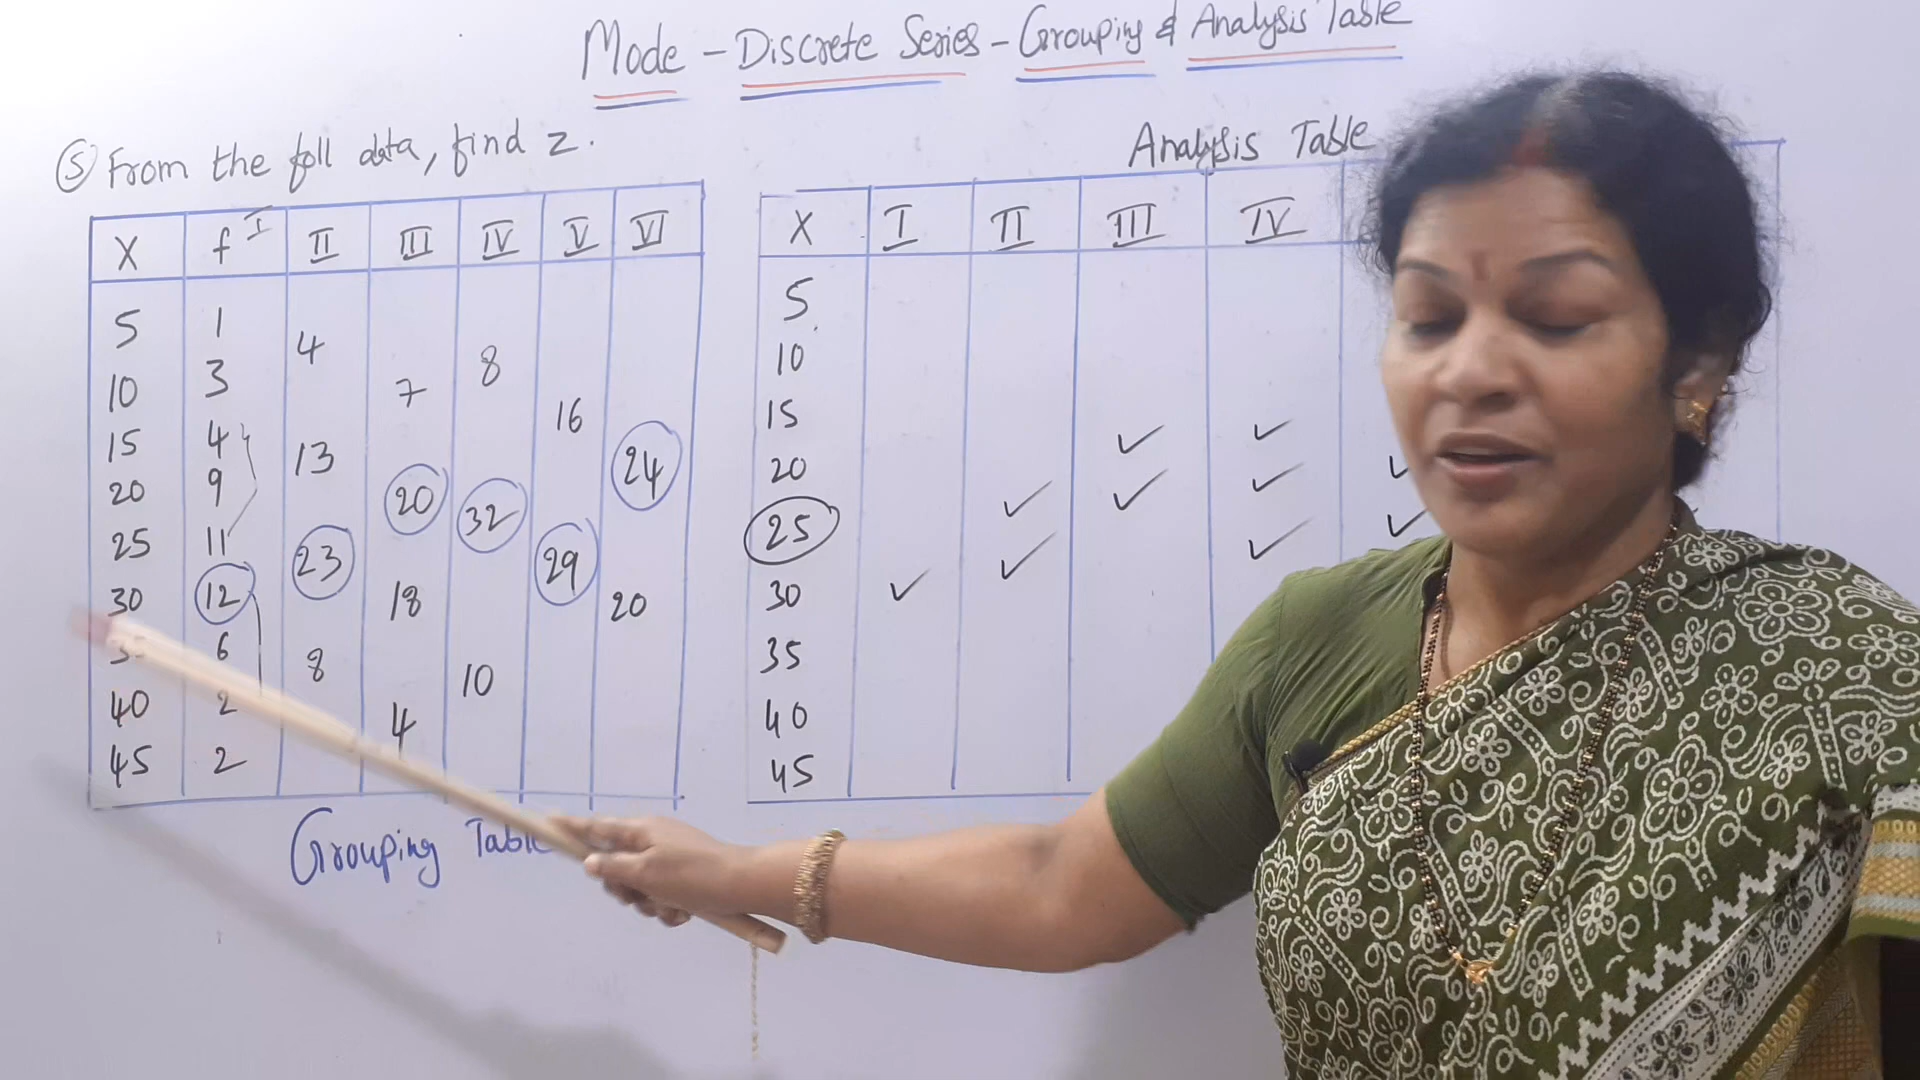 Mode - Discrete Series - Grouping & Analysis Table
⑤ From the foll data, find z.
X f I II III IV V VI
5 1
4
10 3 8
7
15 4 16
13 24
20 9
20 32
25 11
23 29
30 12 18 20
6
8 10
40 2
4
45 2
Grouping Table
Analysis Table
X I II III IV
5
10
15
20 ✓ ✓ ✓
25 ✓ ✓ ✓ ✓
30 ✓ ✓ ✓
35
40
45